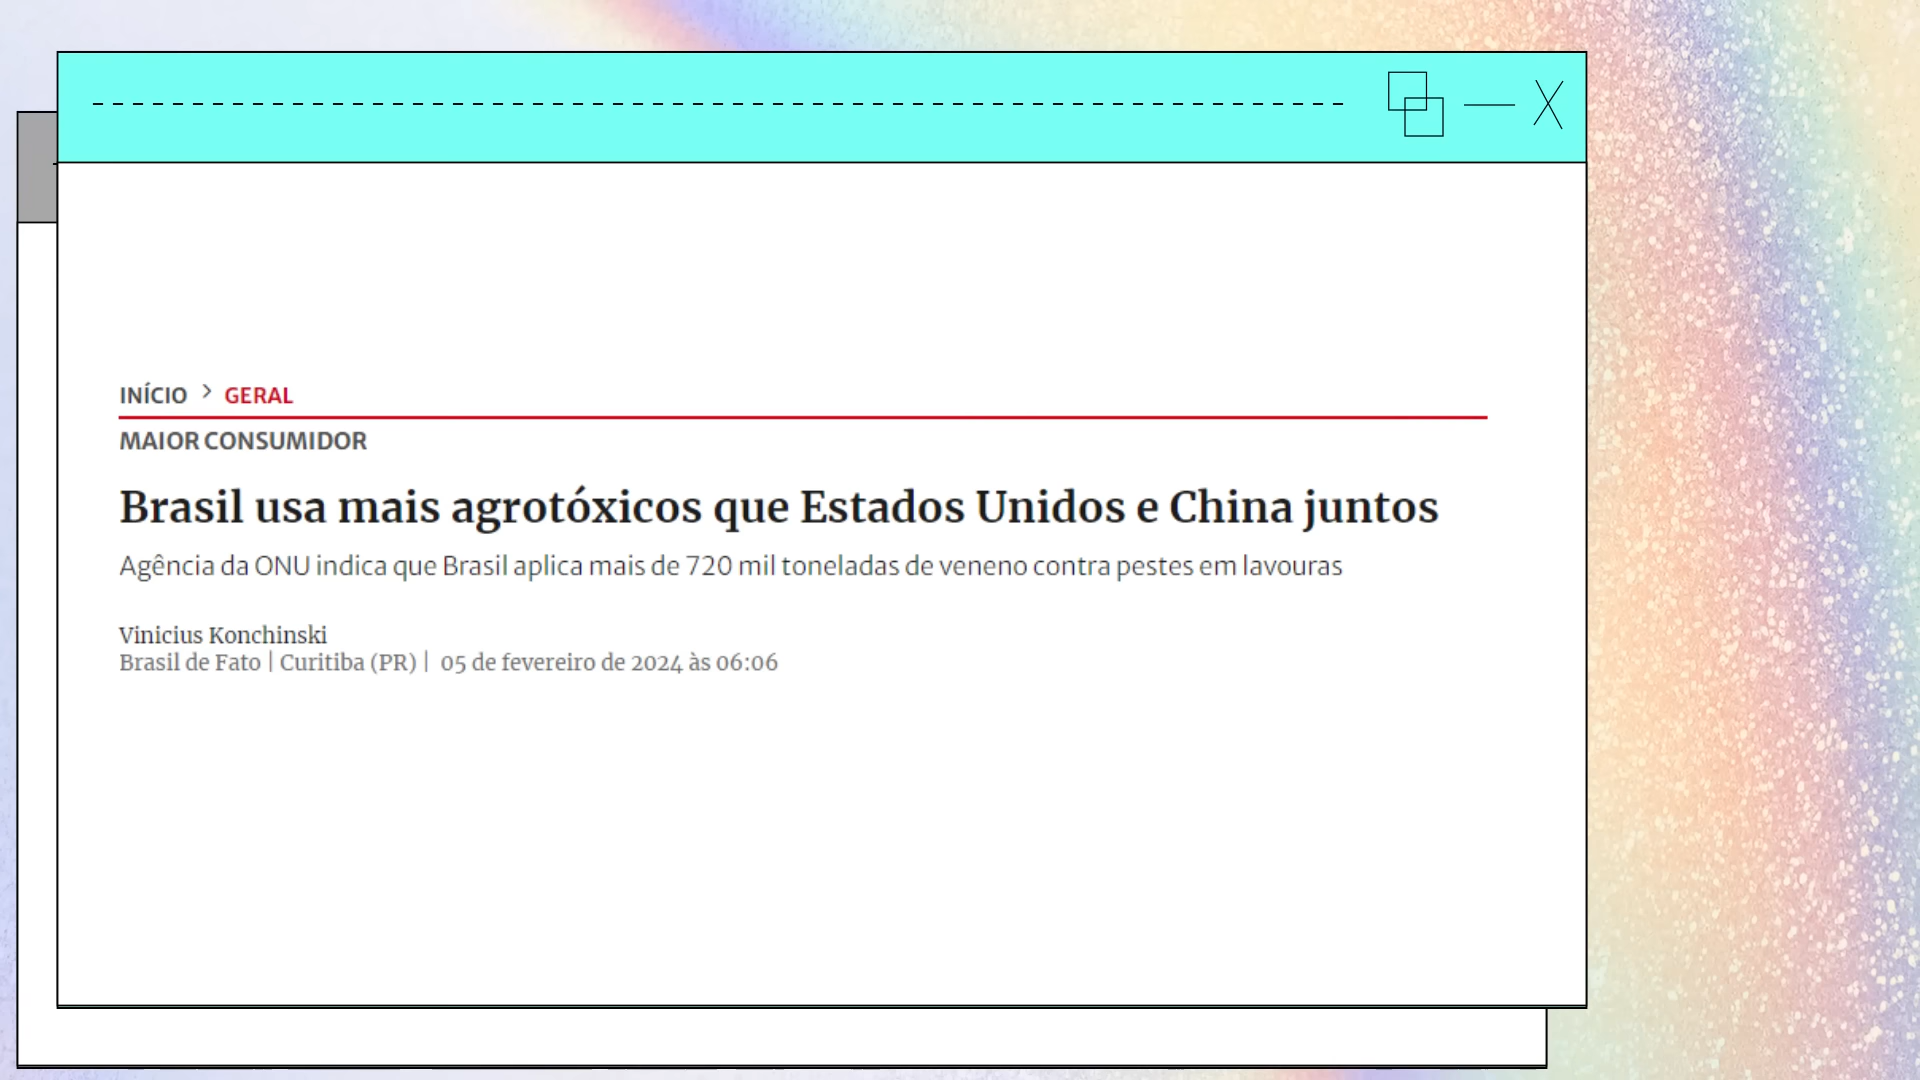 INÍCIO > GERAL
MAIOR CONSUMIDOR
Brasil usa mais agrotóxicos que Estados Unidos e China juntos
Agência da ONU indica que Brasil aplica mais de 720 mil toneladas de veneno contra pestes em lavouras
Vinicius Konchinski
Brasil de Fato | Curitiba (PR) | 05 de fevereiro de 2024 às 06:06